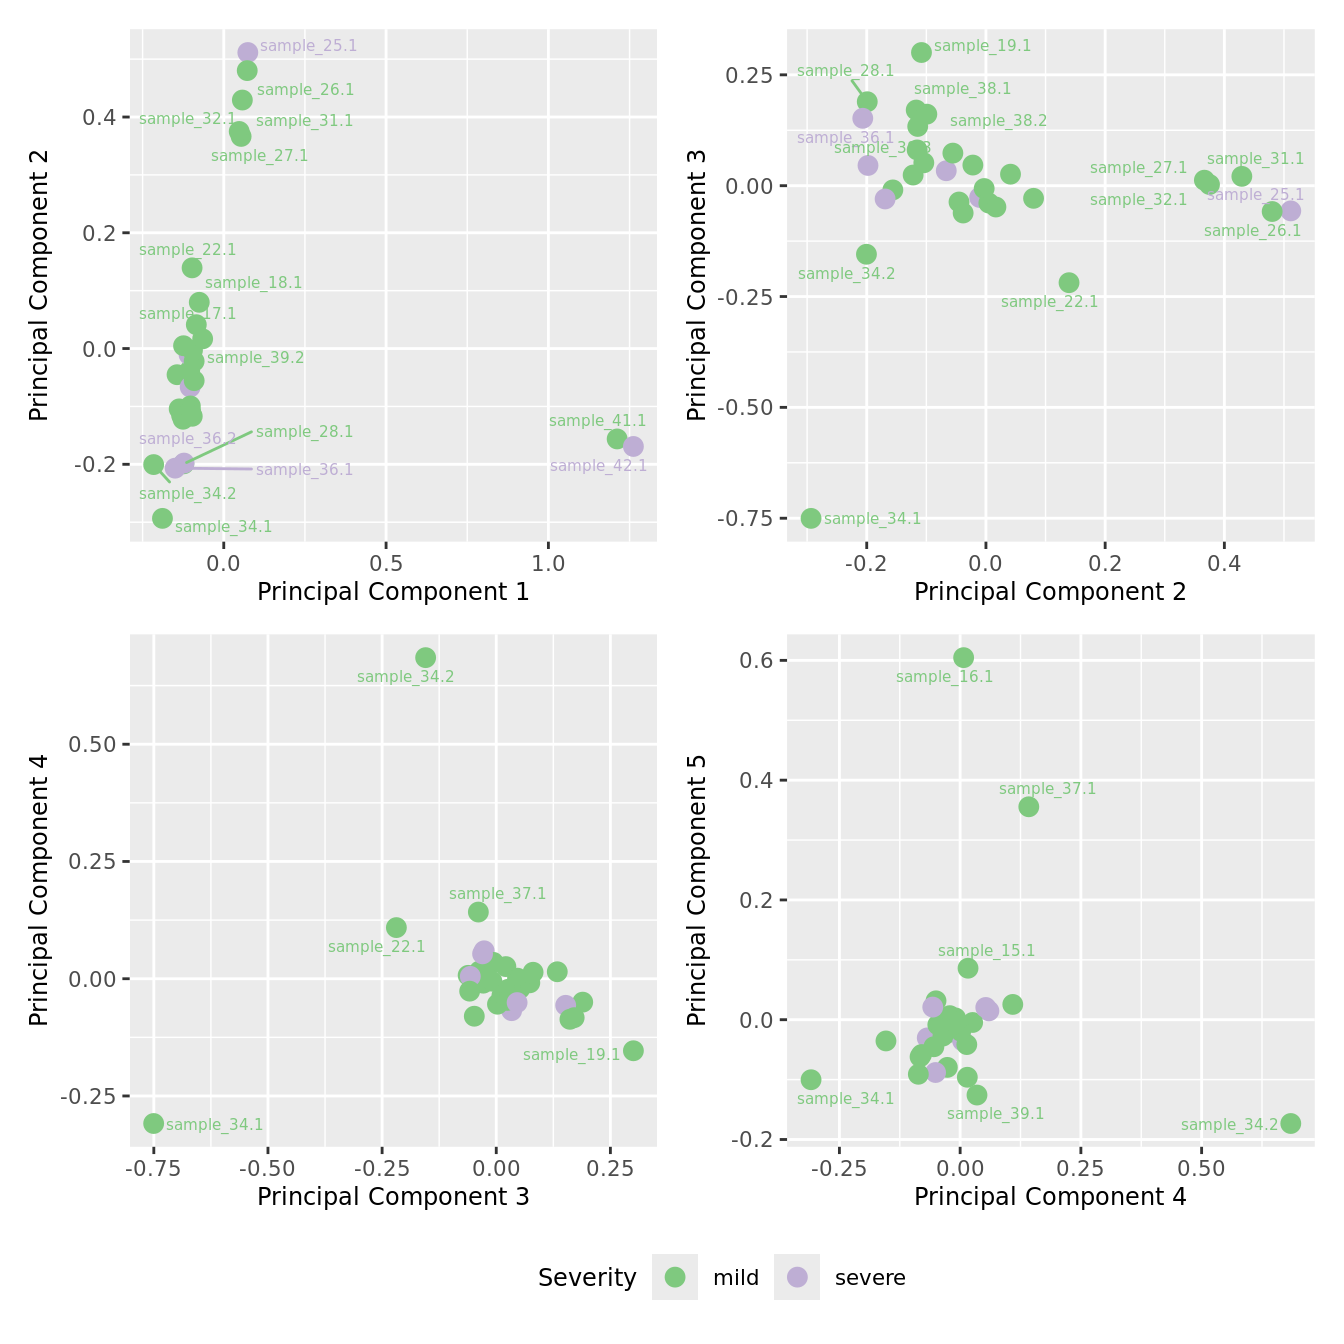 sample_25.1
sample_26.1
sample_32.1
sample_31.1
sample_27.1
sample_22.1
sample_18.1
sample_17.1
sample_39.2
sample_36.2
sample_28.1
sample_36.1
sample_34.2
sample_34.1
sample_41.1
sample_42.1
0.4
0.2
0.0
-0.2
Principal Component 2
0.0 0.5 1.0
Principal Component 1
sample_19.1
sample_28.1
sample_38.1
sample_38.2
sample_36.1
sample_27.1
sample_31.1
sample_32.1
sample_25.1
sample_26.1
sample_34.2
sample_22.1
sample_34.1
0.25
0.00
-0.25
-0.50
-0.75
Principal Component 3
-0.2 0.0 0.2 0.4
Principal Component 2
sample_34.2
sample_37.1
sample_22.1
sample_19.1
sample_34.1
0.50
0.25
0.00
-0.25
Principal Component 4
-0.75 -0.50 -0.25 0.00 0.25
Principal Component 3
sample_16.1
sample_37.1
sample_15.1
sample_34.1
sample_39.1
sample_34.2
0.6
0.4
0.2
0.0
-0.2
Principal Component 5
-0.25 0.00 0.25 0.50
Principal Component 4
Severity mild severe